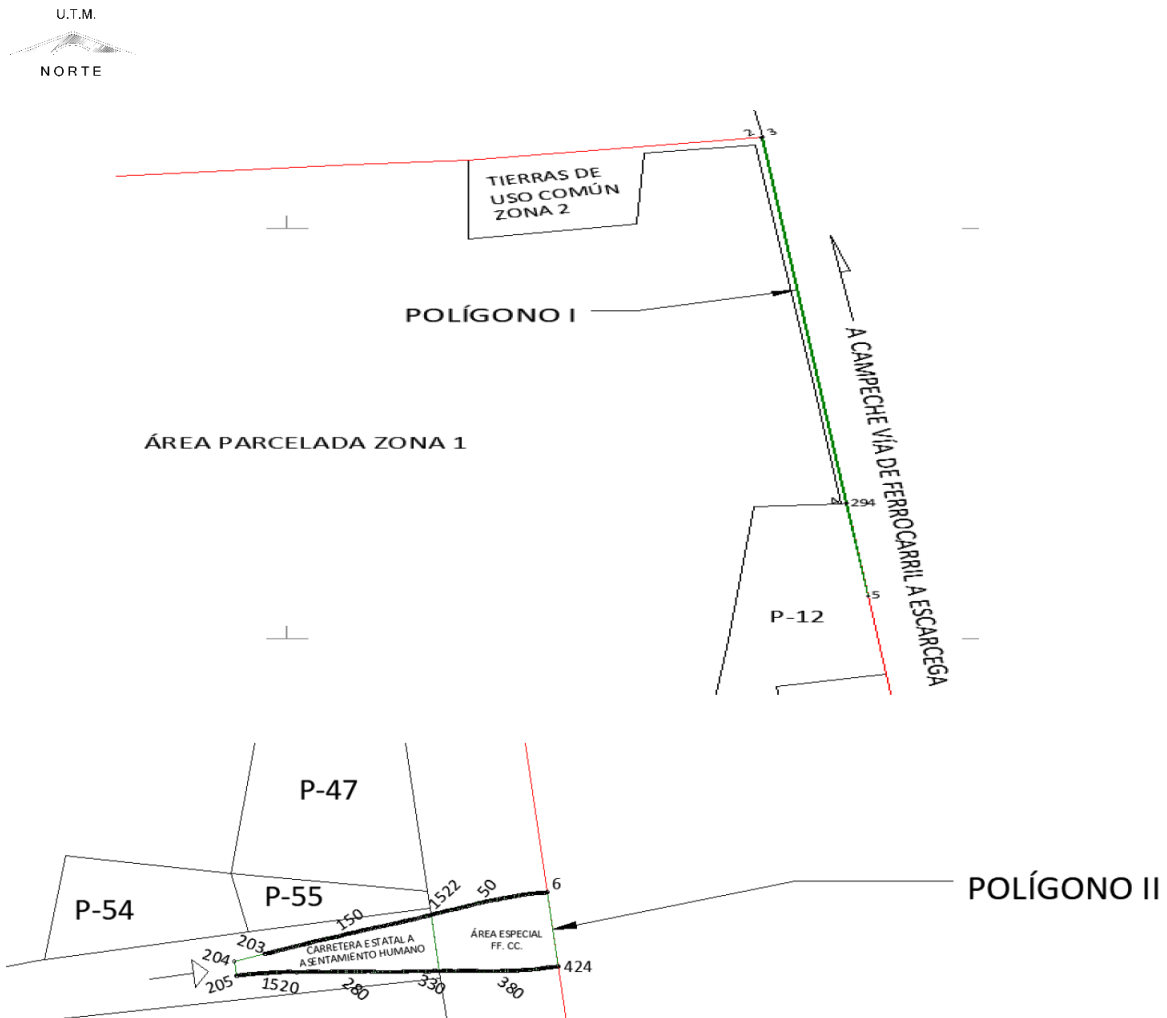 U.T.M.
NORTE
2 3
TIERRAS DE
USO COMÚN
ZONA 2
POLÍGONO I
A CAMPECHE VÍA DE FERROCARRIL A ESCARCEGA
ÁREA PARCELADA ZONA 1
294
5
P-12
P-47
P-54
P-55
1522
50
6
POLÍGONO II
150
203
204
205
CARRETERA ESTATAL A
ASENTAMIENTO HUMANO
ÁREA ESPECIAL
FF. CC.
424
1520
280
330
380